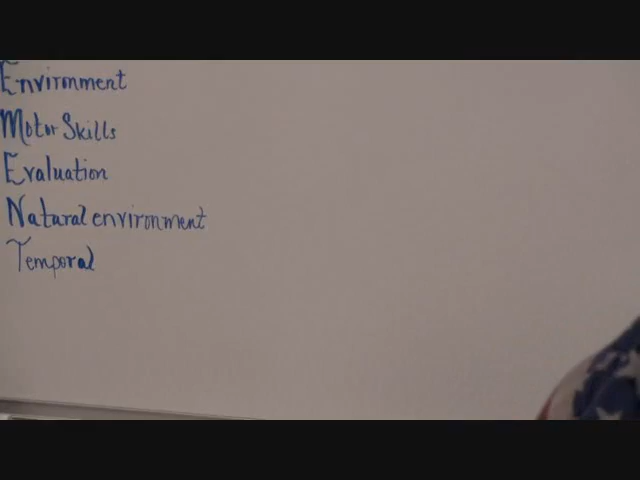 Environment
Motor Skills
Evaluation
Natural environment
Temporal